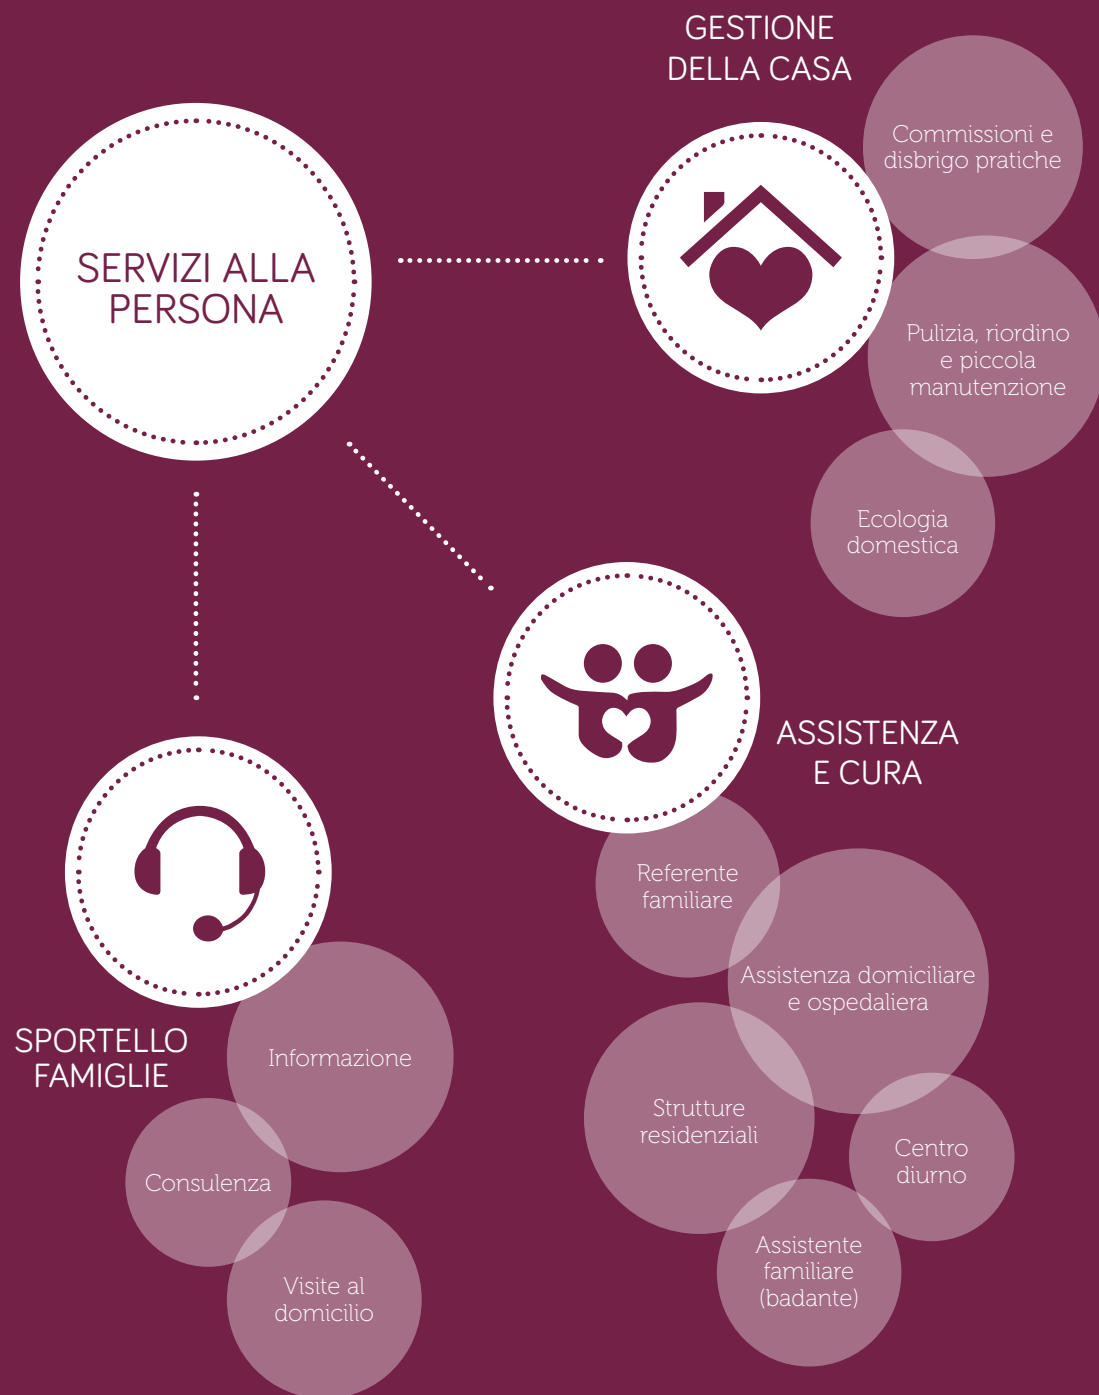 GESTIONE
DELLA CASA
Commissioni e
disbrigo pratiche
SERVIZI ALLA
PERSONA
Pulizia, riordino
e piccola
manutenzione
Ecologia
domestica
ASSISTENZA
E CURA
Referente
familiare
Assistenza domiciliare
e ospedaliera
Strutture
residenziali
Centro
diurno
Assistente
familiare
(badante)
SPORTELLO
FAMIGLIE
Informazione
Consulenza
Visite al
domicilio